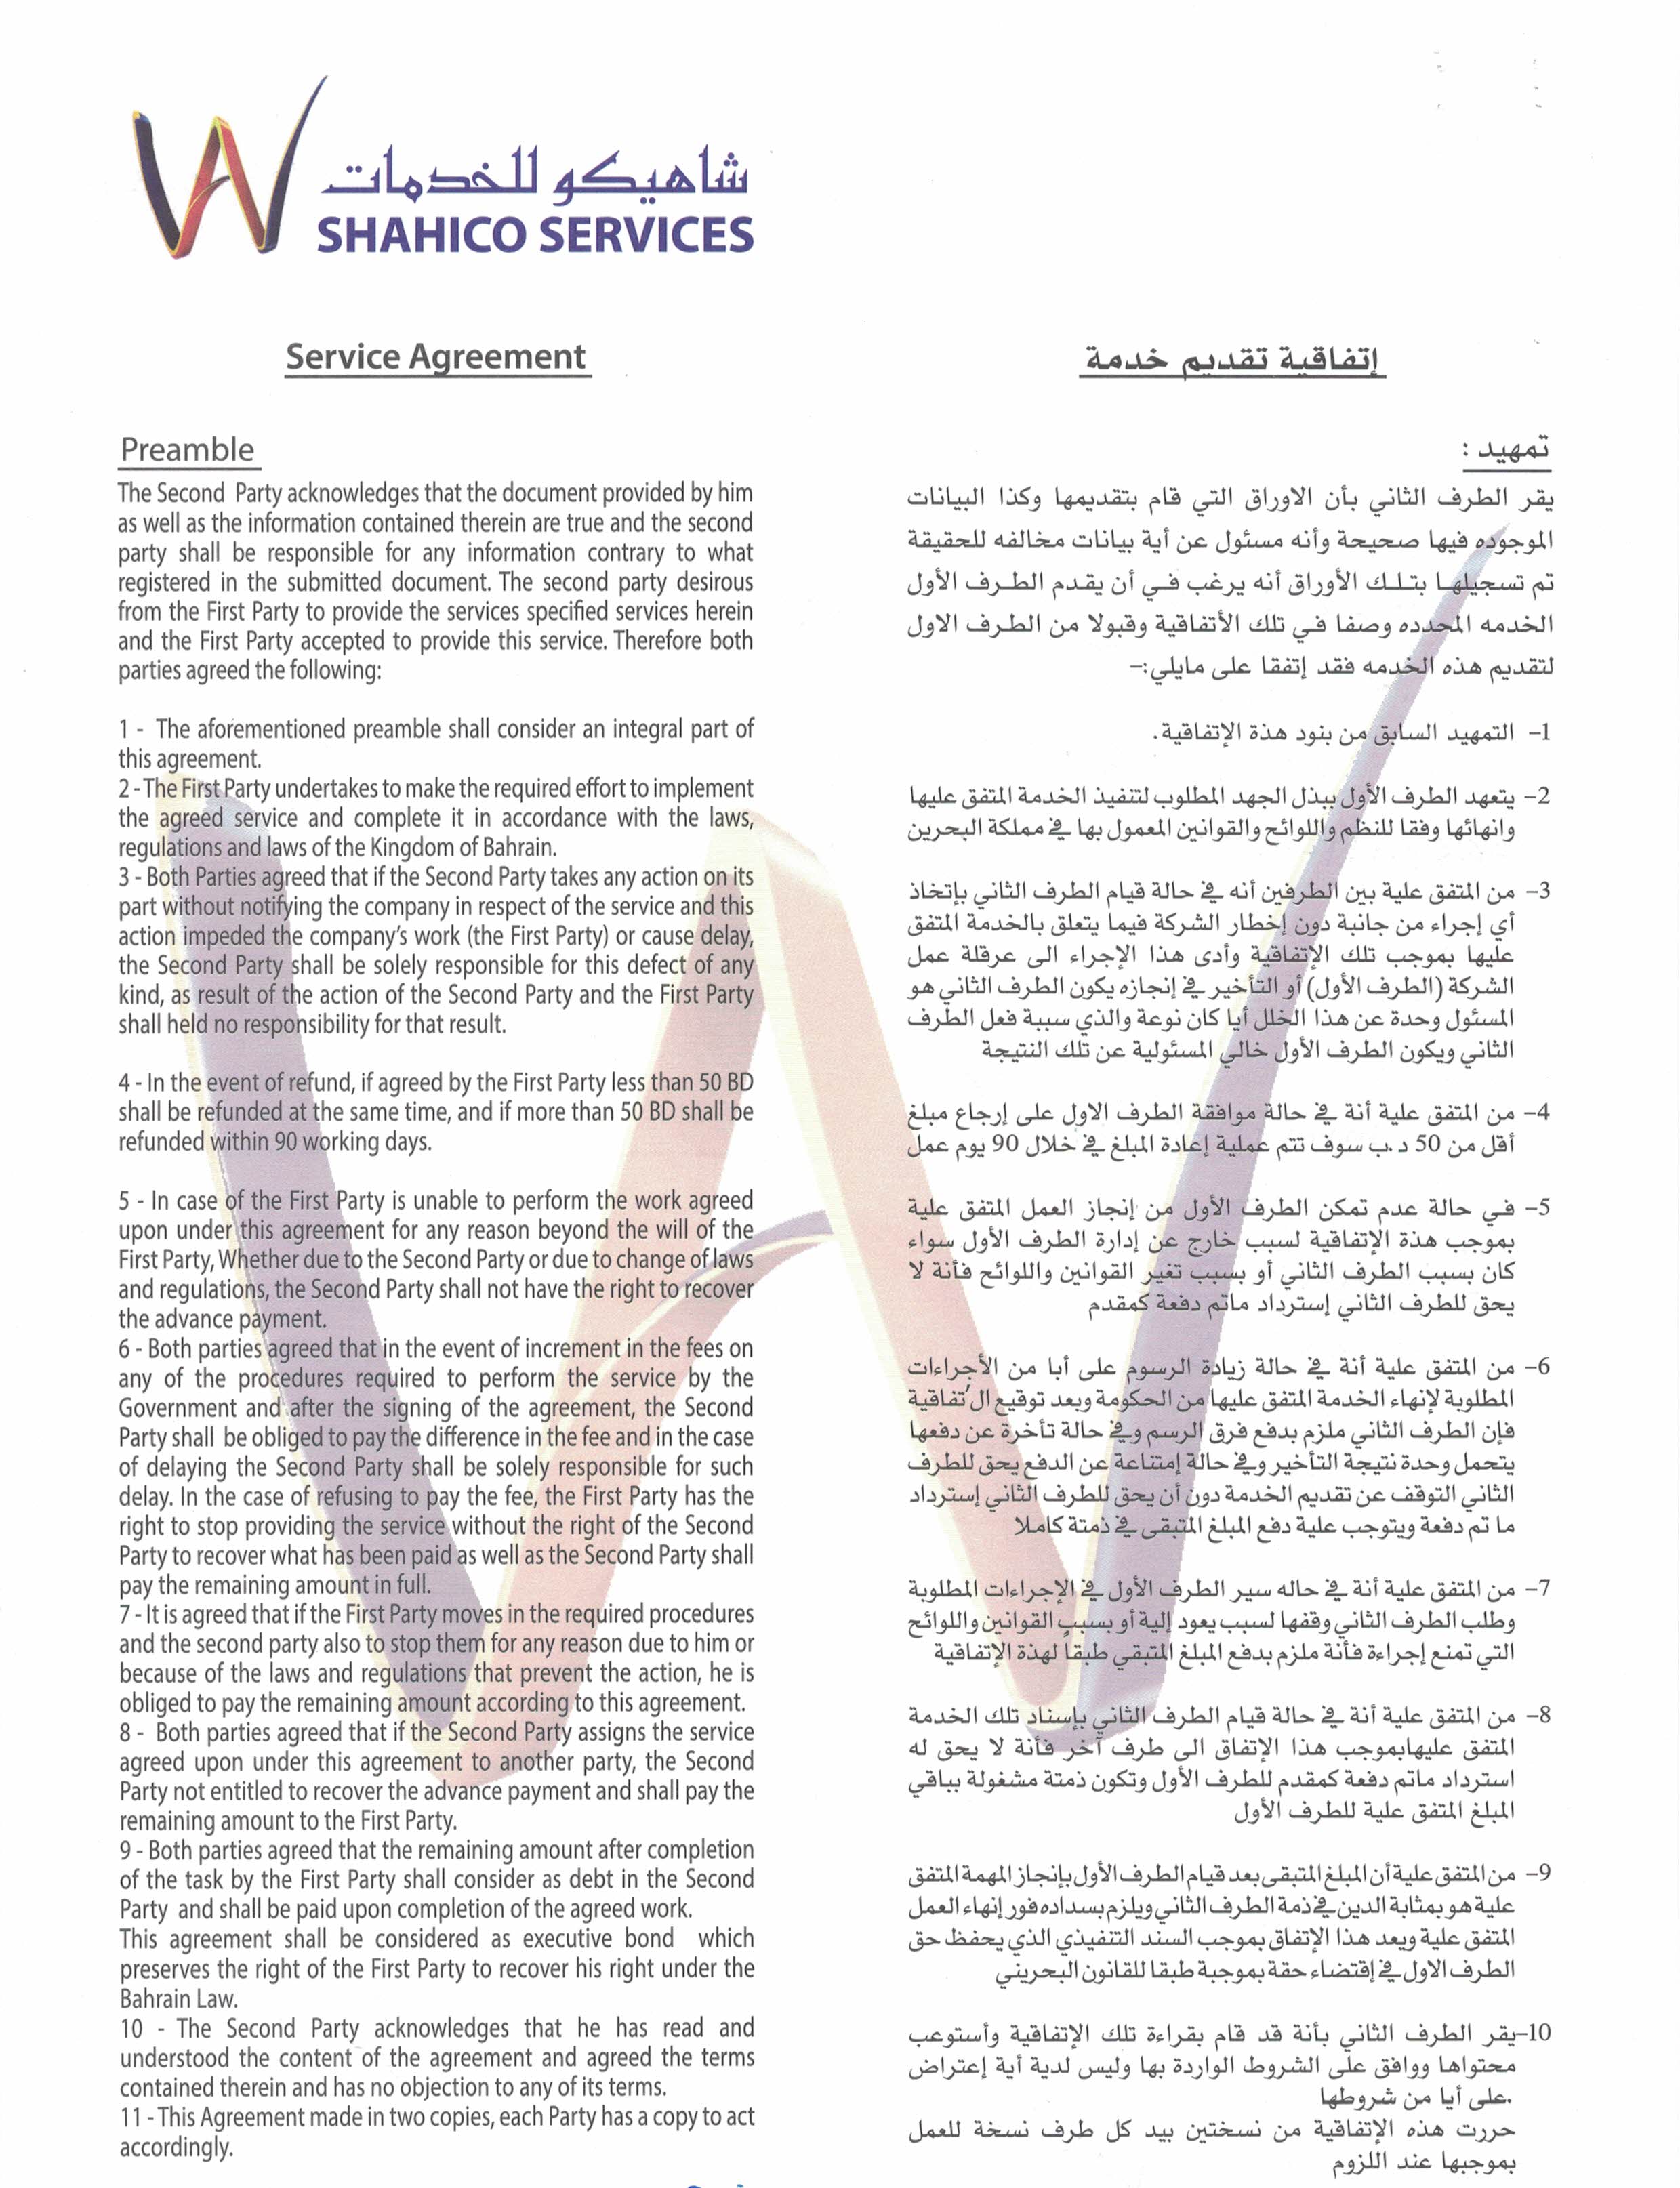 شاهيكو للخدمات
SHAHICO SERVICES
Service Agreement
Preamble
The Second Party acknowledges that the document provided by him
as well as the information contained therein are true and the second
party shall be responsible for any information contrary to what
registered in the submitted document. The second party desirous
from the First Party to provide the services specified services herein
and the First Party accepted to provide this service. Therefore both
parties agreed the following:
1 - The aforementioned preamble shall consider an integral part of
this agreement.
2 - The First Party undertakes to make the required effort to implement
the agreed service and complete it in accordance with the laws,
regulations and laws of the Kingdom of Bahrain.
3 - Both Parties agreed that if the Second Party takes any action on its
part without notifying the company in respect of the service and this
action impeded the company's work (the First Party) or cause delay,
the Second Party shall be solely responsible for this defect of any
kind, as result of the action of the Second Party and the First Party
shall held no responsibility for that result.
4 - In the event of refund, if agreed by the First Party less than 50 BD
shall be refunded at the same time, and if more than 50 BD shall be
refunded within 90 working days.
5 - In case of the First Party is unable to perform the work agreed
upon under this agreement for any reason beyond the will of the
First Party, Whether due to the Second Party or due to change of laws
and regulations, the Second Party shall not have the right to recover
the advance payment.
6 - Both parties agreed that in the event of increment in the fees on
any of the procedures required to perform the service by the
Government and after the signing of the agreement, the Second
Party shall be obliged to pay the difference in the fee and in the case
of delaying the Second Party shall be solely responsible for such
delay. In the case of refusing to pay the fee, the First Party has the
right to stop providing the service without the right of the Second
Party to recover what has been paid as well as the Second Party shall
pay the remaining amount in full.
7 - It is agreed that if the First Party moves in the required procedures
and the second party also to stop them for any reason due to him or
because of the laws and regulations that prevent the action, he is
obliged to pay the remaining amount according to this agreement.
8 - Both parties agreed that if the Second Party assigns the service
agreed upon under this agreement to another party, the Second
Party not entitled to recover the advance payment and shall pay the
remaining amount to the First Party.
9 - Both parties agreed that the remaining amount after completion
of the task by the First Party shall consider as debt in the Second
Party and shall be paid upon completion of the agreed work.
This agreement shall be considered as executive bond which
preserves the right of the First Party to recover his right under the
Bahrain Law.
10 - The Second Party acknowledges that he has read and
understood the content of the agreement and agreed the terms
contained therein and has no objection to any of its terms.
11 - This Agreement made in two copies, each Party has a copy to act
accordingly.
إتفاقية تقديم خدمة
تمهيد :
يقر الطرف الثاني بأن الاوراق التي قام بتقديمها وكذا البيانات
الموجوده فيها صحيحة وأنه مسئول عن أية بيانات مخالفه للحقيقة
تم تسجيلها بتلك الأوراق أنه يرغب في أن يقدم الطرف الأول
الخدمه المحدده وصفا في تلك الأتفاقية وقبولا من الطرف الاول
لتقديم هذه الخدمه فقد إتفقا على مايلي:-
1- التمهيد السابق من بنود هذة الإتفاقية.
2- يتعهد الطرف الأول ببذل الجهد المطلوب لتنفيذ الخدمة المتفق عليها
وانهائها وفقا للنظم واللوائح والقوانين المعمول بها في مملكة البحرين
3- من المتفق علية بين الطرفين أنه في حالة قيام الطرف الثاني بإتخاذ
أي إجراء من جانبة دون إخطار الشركة فيما يتعلق بالخدمة المتفق
عليها بموجب تلك الإتفاقية وأدى هذا الإجراء الى عرقلة عمل
الشركة (الطرف الأول) أو التأخير في إنجازه يكون الطرف الثاني هو
المسئول وحدة عن هذا الخلل أيا كان نوعة والذي سببة فعل الطرف
الثاني ويكون الطرف الأول خالي المسئولية عن تلك النتيجة
4- من المتفق علية أنة في حالة موافقة الطرف الاول على إرجاع مبلغ
أقل من 50 د.ب سوف تتم عملية إعادة المبلغ في خلال 90 يوم عمل
5- في حالة عدم تمكن الطرف الأول من إنجاز العمل المتفق علية
بموجب هذة الإتفاقية لسبب خارج عن إدارة الطرف الأول سواء
كان بسبب الطرف الثاني أو بسبب تغير القوانين واللوائح فأنة لا
يحق للطرف الثاني إسترداد ماتم دفعة كمقدم
6- من المتفق علية أنة في حالة زيادة الرسوم على أبا من الأجراءات
المطلوبة لإنهاء الخدمة المتفق عليها من الحكومة وبعد توقيع الُتفاقية
فإن الطرف الثاني ملزم بدفع فرق الرسم وفي حالة تأخرة عن دفعها
يتحمل وحدة نتيجة التأخير وفي حالة إمتناعة عن الدفع يحق للطرف
الثاني التوقف عن تقديم الخدمة دون أن يحق للطرف الثاني إسترداد
ما تم دفعة ويتوجب علية دفع المبلغ المتبقى في ذمتة كاملا
7- من المتفق علية أنة في حاله سير الطرف الأول في الإجراءات المطلوبة
وطلب الطرف الثاني وقفها لسبب يعود إلية أو بسبب القوانين واللوائح
التي تمنع إجراءة فأنة ملزم بدفع المبلغ المتبقي طبقاً لهذة الإتفاقية
8- من المتفق علية أنة في حالة قيام الطرف الثاني بإسناد تلك الخدمة
المتفق عليهابموجب هذا الإتفاق الى طرف آخر فأنة لا يحق له
استرداد ماتم دفعة كمقدم للطرف الأول وتكون ذمتة مشغولة بباقي
المبلغ المتفق علية للطرف الأول
9- من المتفق علية أن المبلغ المتبقى بعد قيام الطرف الأول بإنجاز المهمة المتفق
علية هو بمثابة الدين في ذمة الطرف الثاني ويلزم بسداده فور إنهاء العمل
المتفق علية ويعد هذا الإتفاق بموجب السند التنفيذي الذي يحفظ حق
الطرف الاول في إقتضاء حقة بموجبة طبقا للقانون البحريني
10-يقر الطرف الثاني بأنة قد قام بقراءة تلك الإتفاقية وأستوعب
محتواها ووافق على الشروط الواردة بها وليس لدية أية إعتراض
على أيا من شروطها.
حررت هذه الإتفاقية من نسختين بيد كل طرف نسخة للعمل
بموجبها عند اللزوم